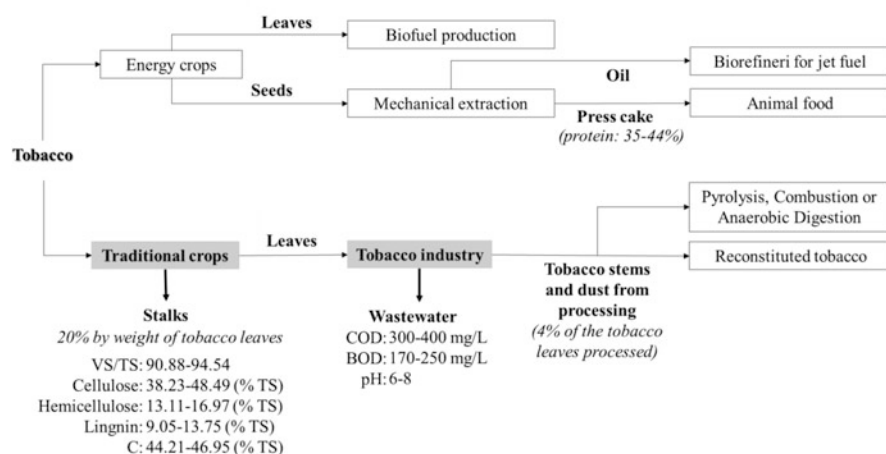 Leaves
Biofuel production
Energy crops
Seeds
Mechanical extraction
Oil
Biorefineri for jet fuel
Press cake
(protein: 35-44%)
Animal food
Tobacco
Traditional crops
Leaves
Tobacco industry
Tobacco stems
and dust from
processing
(4% of the tobacco
leaves processed)
Pyrolysis, Combustion or
Anaerobic Digestion
Reconstituted tobacco
Stalks
20% by weight of tobacco leaves
VS/TS: 90.88-94.54
Cellulose: 38.23-48.49 (% TS)
Hemicellulose: 13.11-16.97 (% TS)
Lingnin: 9.05-13.75 (% TS)
C: 44.21-46.95 (% TS)
Wastewater
COD: 300-400 mg/L
BOD: 170-250 mg/L
pH: 6-8